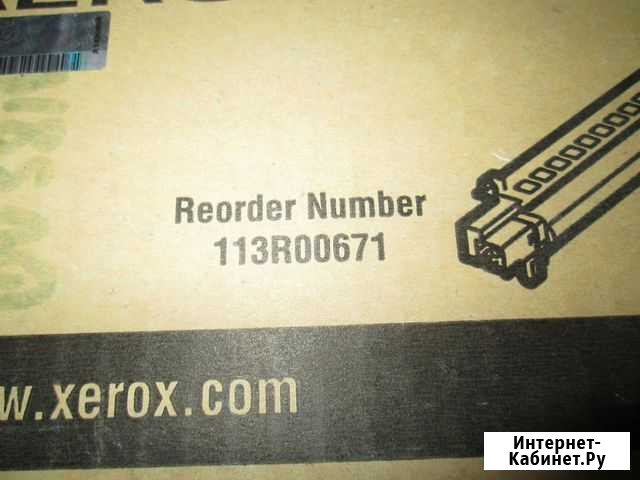 Reorder Number
113R00671
w.xerox.com
Интернет-
Кабинет.Ру